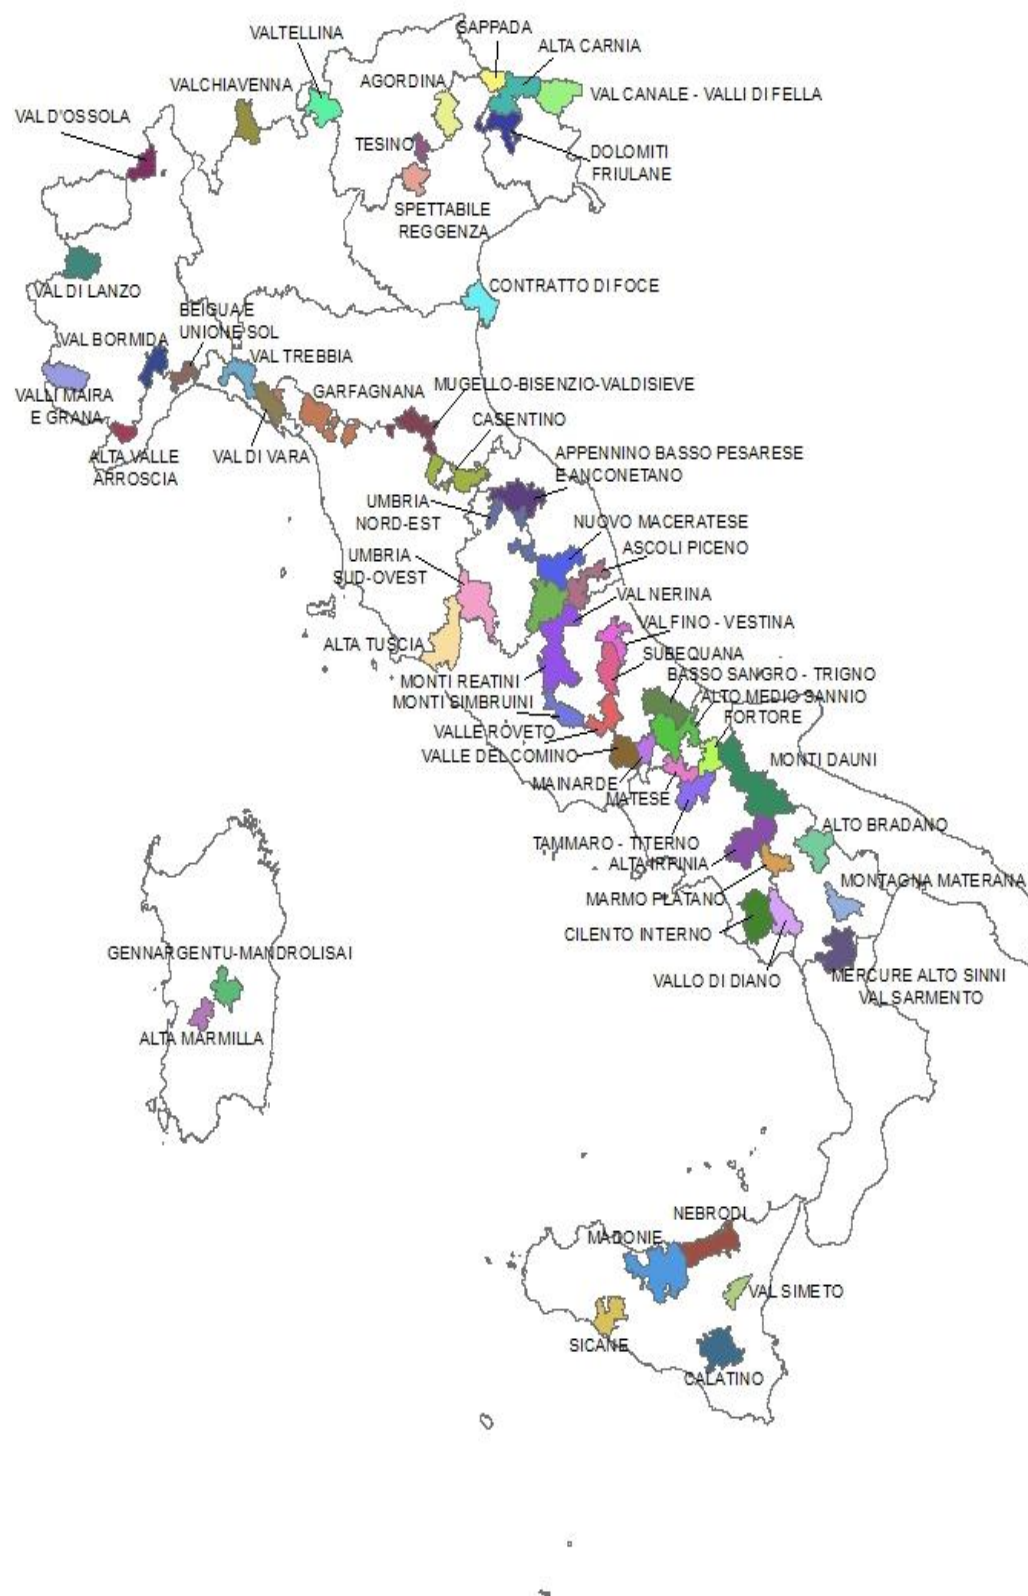 SAPPADA
VALTELLINA
ALTA CARNIA
VALCHIAVENNA
AGORDINA
VAL CANALE - VALLI DI FELLA
VAL D'OSSOLA
TESINO
DOLOMITI
FRIULANE
SPETTABILE
REGGENZA
CONTRATTO DI FOCE
VAL DI LANZO
BEIGUA E
UNIONE SOL
VAL BORMIDA
VAL TREBBIA
GARFAGNANA
MUGELLO-BISENZIO-VALDISIEVE
VALLI MAIRA
E GRANA
CASENTINO
ALTA VALLE
ARROSCIA
VAL DI VARA
APPENNINO BASSO PESARESE
E ANCONETANO
UMBRIA
NORD-EST
NUOVO MACERATESE
ASCOLI PICENO
UMBRIA
SUD-OVEST
VAL NERINA
VALFINO - VESTINA
ALTA TUSCIA
SUBEQUANA
BASSO SANGRO - TRIGNO
MONTI REATINI
MONTI SIMBRUINI
ALTO MEDIO SANNIO
FORTORE
VALLE ROVETO
VALLE DEL COMINO
MONTI DAUNI
MAINARDE
MATESE
TAMMARO - TITERNO
ALTO BRADANO
ALTA IRPINIA
MONTAGNA MATERANA
MARMO PLATANO
CILENTO INTERNO
VALLO DI DIANO
MERCURE ALTO SINNI
VAL SARMENTO
GENNARGENTU-MANDROLISAI
ALTA MARMILLA
NEBRODI
MADONIE
VAL SIMETO
SICANE
CALATINO